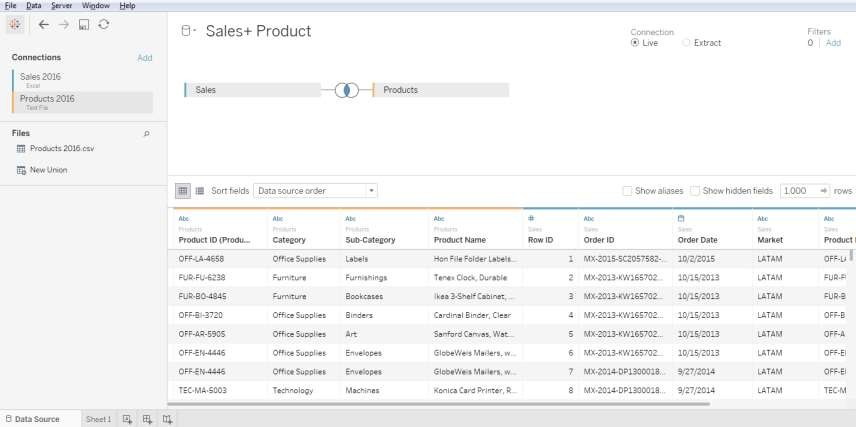 File Data Server Window Help
Sales+ Product
Connection
Live Extract
Filters
0 Add
Connections Add
Sales 2016
Excel
Products 2016
Text File
Files
Products 2016.csv
New Union
Sales Products
Sort fields Data source order Show aliases Show hidden fields 1,000 rows
Abc Abc Abc Abc # Abc Abc Abc
Products Products Products Products Sales Sales Sales Sales Sales
Product ID (Produ... Category Sub-Category Product Name Row ID Order ID Order Date Market Product
OFF-LA-4658 Office Supplies Labels Hon File Folder Labels... 1 MX-2015-SC2057582-... 10/2/2015 LATAM OFF-LA
FUR-FU-6238 Furniture Furnishings Tenex Clock, Durable 2 MX-2013-KW165702... 10/15/2013 LATAM FUR-F
FUR-BO-4845 Furniture Bookcases Ikea 3-Shelf Cabinet, ... 3 MX-2013-KW165702... 10/15/2013 LATAM FUR-B
OFF-BI-3720 Office Supplies Binders Cardinal Binder, Clear 4 MX-2013-KW165702... 10/15/2013 LATAM OFF-B
OFF-AR-5905 Office Supplies Art Sanford Canvas, Wat... 5 MX-2013-KW165702... 10/15/2013 LATAM OFF-A
OFF-EN-4446 Office Supplies Envelopes GlobeWeis Mailers, w... 6 MX-2013-KW165702... 10/15/2013 LATAM OFF-E
OFF-EN-4446 Office Supplies Envelopes GlobeWeis Mailers, w... 7 MX-2014-DP1300018... 9/27/2014 LATAM OFF-E
TEC-MA-5003 Technology Machines Konica Card Printer, R... 8 MX-2014-DP1300018... 9/27/2014 LATAM TEC-M
Data Source Sheet 1